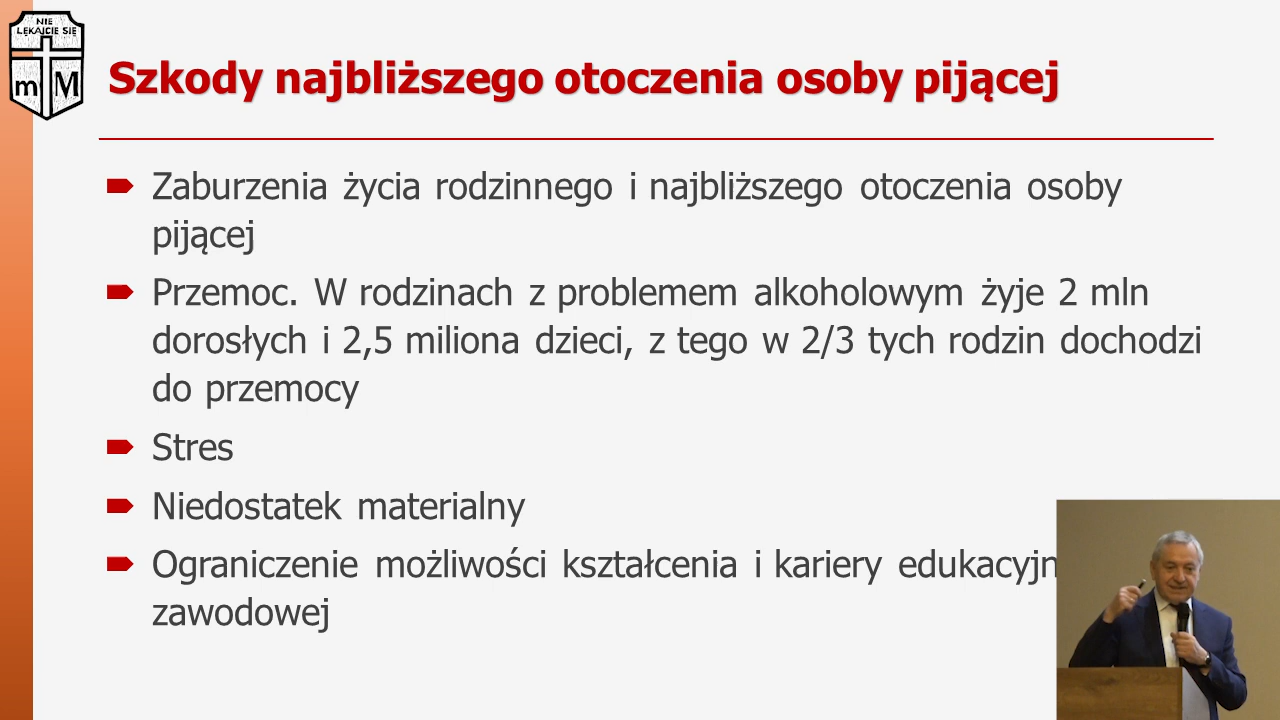 NIE
LĘKAJCIE SIĘ
m M
Szkody najbliższego otoczenia osoby pijącej
Zaburzenia życia rodzinnego i najbliższego otoczenia osoby
pijącej
Przemoc. W rodzinach z problemem alkoholowym żyje 2 mln
dorosłych i 2,5 miliona dzieci, z tego w 2/3 tych rodzin dochodzi
do przemocy
Stres
Niedostatek materialny
Ograniczenie możliwości kształcenia i kariery
zawodowej